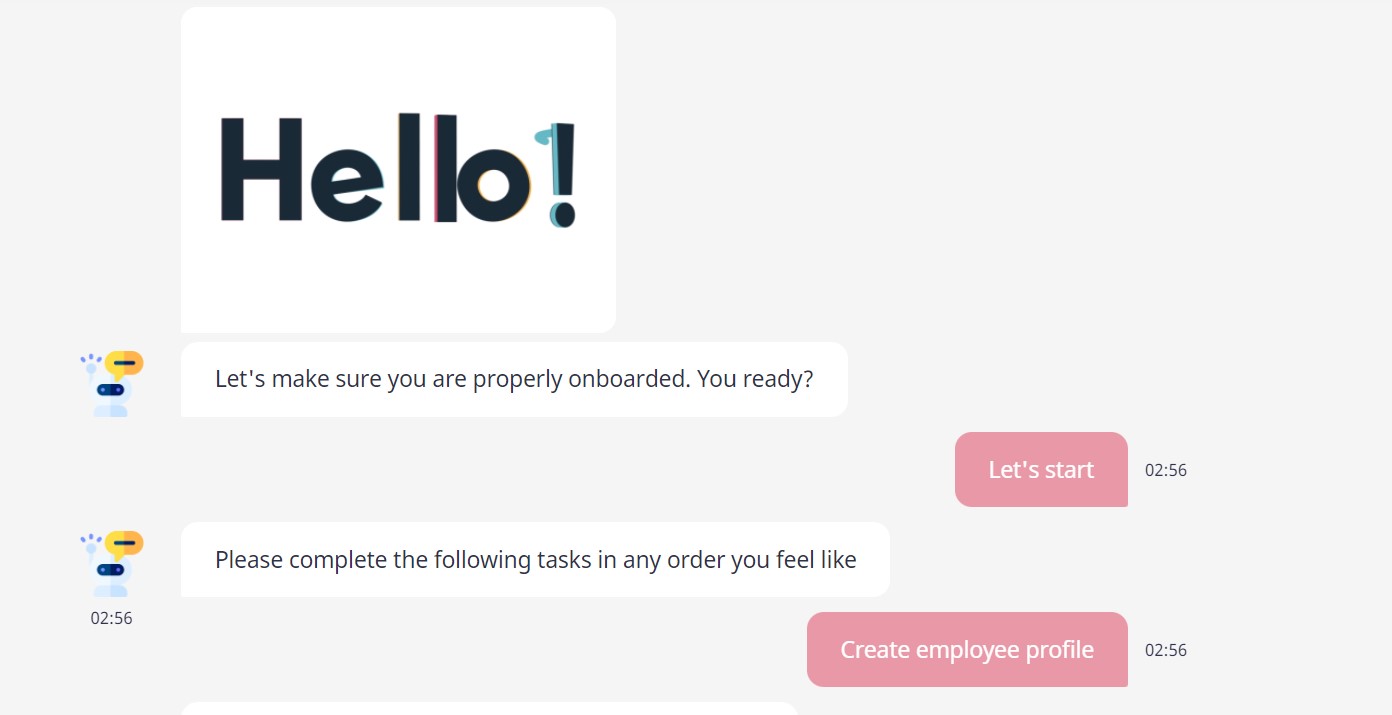 Hello!
Let's make sure you are properly onboarded. You ready?
Let's start
02:56
Please complete the following tasks in any order you feel like
02:56
Create employee profile
02:56